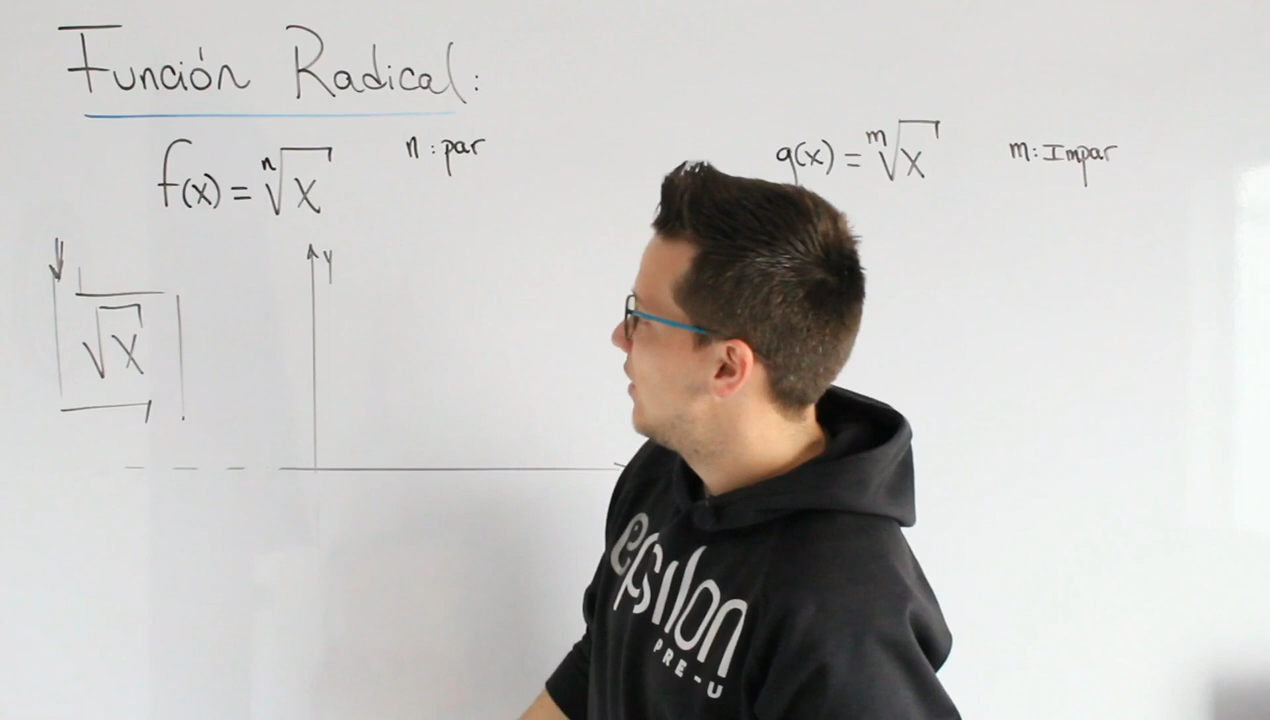 Función Radical:
f(x) = ⁿ√x   n : par
g(x) = ᵐ√x   m: Impar
y
√x
epsilon
PRE-U